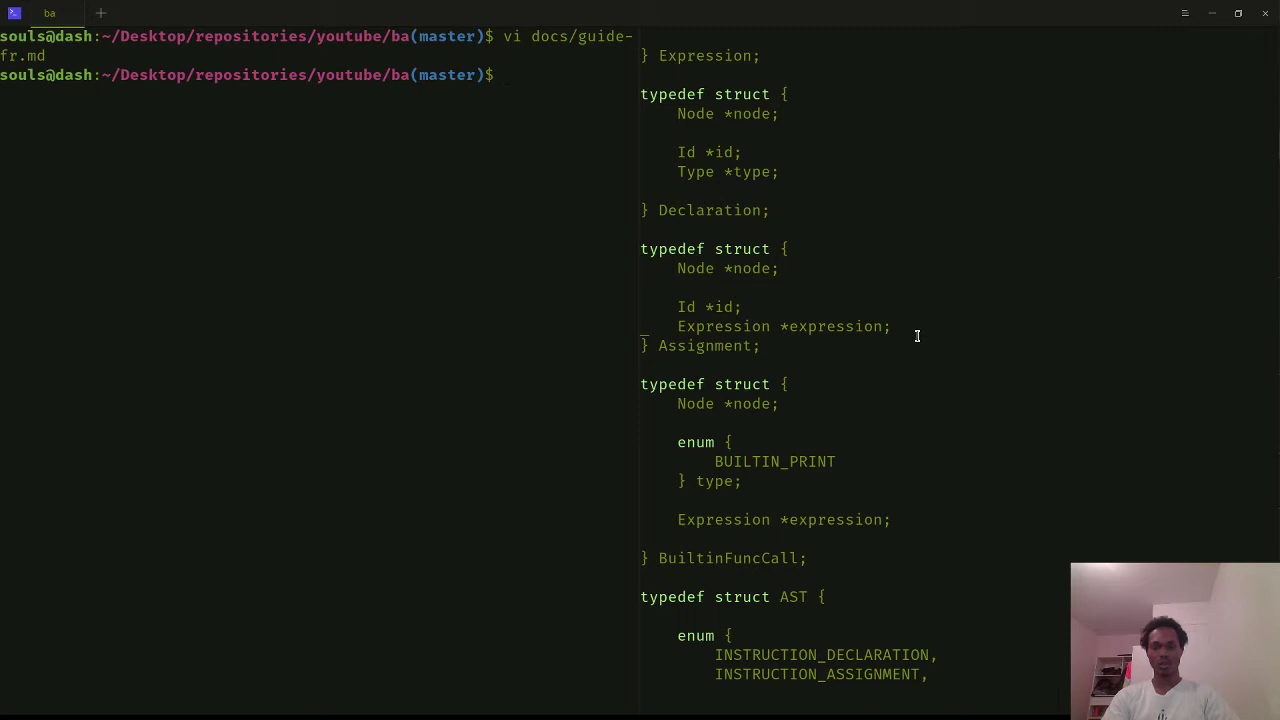 ba
souls@dash:~/Desktop/repositories/youtube/ba(master)$ vi docs/guide-
fr.md
souls@dash:~/Desktop/repositories/youtube/ba(master)$
} Expression;
typedef struct {
Node *node;
Id *id;
Type *type;
} Declaration;
typedef struct {
Node *node;
Id *id;
Expression *expression;
} Assignment;
typedef struct {
Node *node;
enum {
BUILTIN_PRINT
} type;
Expression *expression;
} BuiltinFuncCall;
typedef struct AST {
enum {
INSTRUCTION_DECLARATION,
INSTRUCTION_ASSIGNMENT,